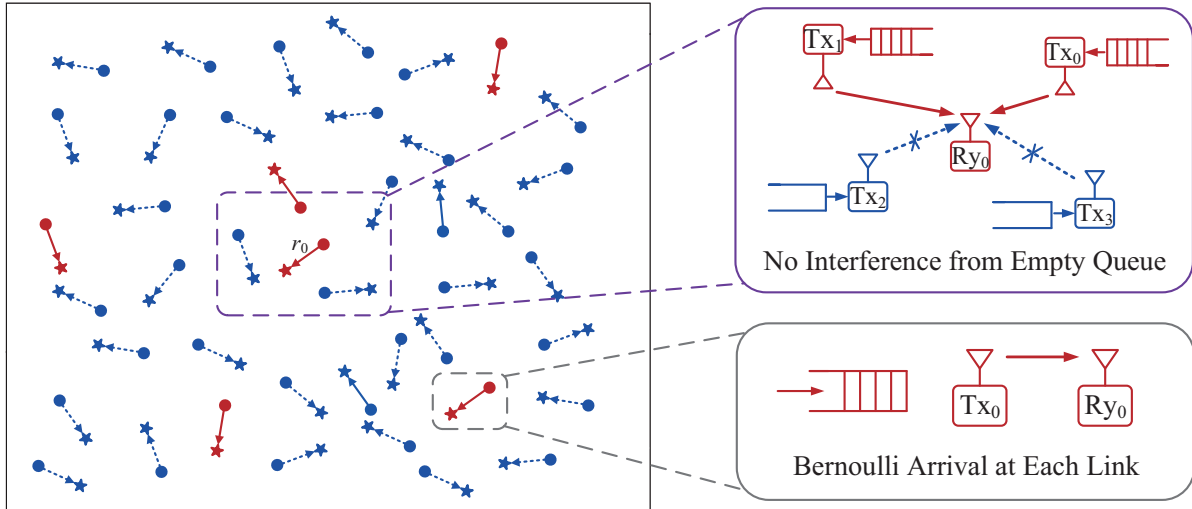 r₀
Tx₁
Tx₀
Ry₀
Tx₂
Tx₃
No Interference from Empty Queue
Tx₀
Ry₀
Bernoulli Arrival at Each Link